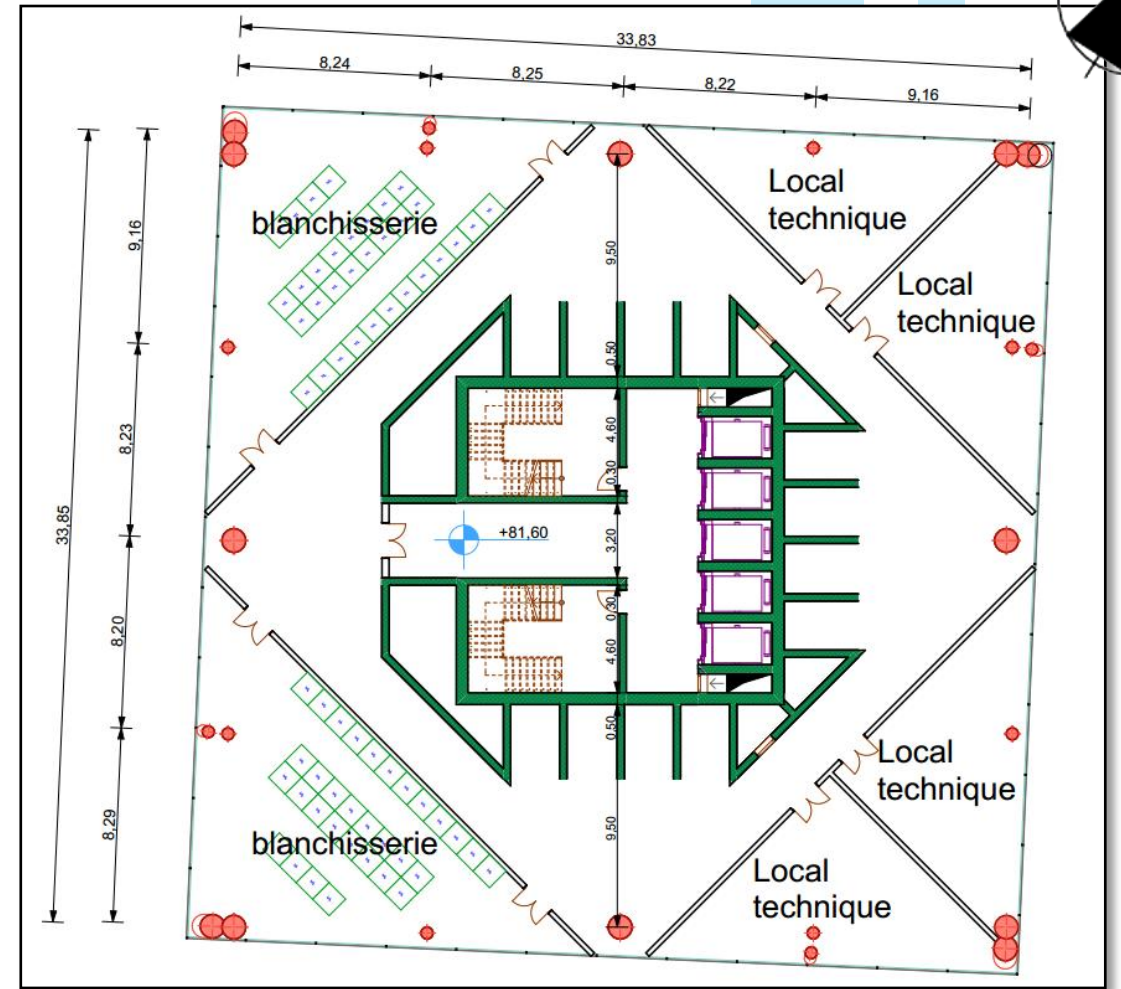 33,83
8,24
8,25
8,22
9,16
Local
technique
blanchisserie
9,16
9,50
Local
technique
0,50
8,23
4,60
0,30
33,85
+81,60
3,20
0,30
8,20
4,60
0,50
Local
technique
8,29
9,50
blanchisserie
Local
technique